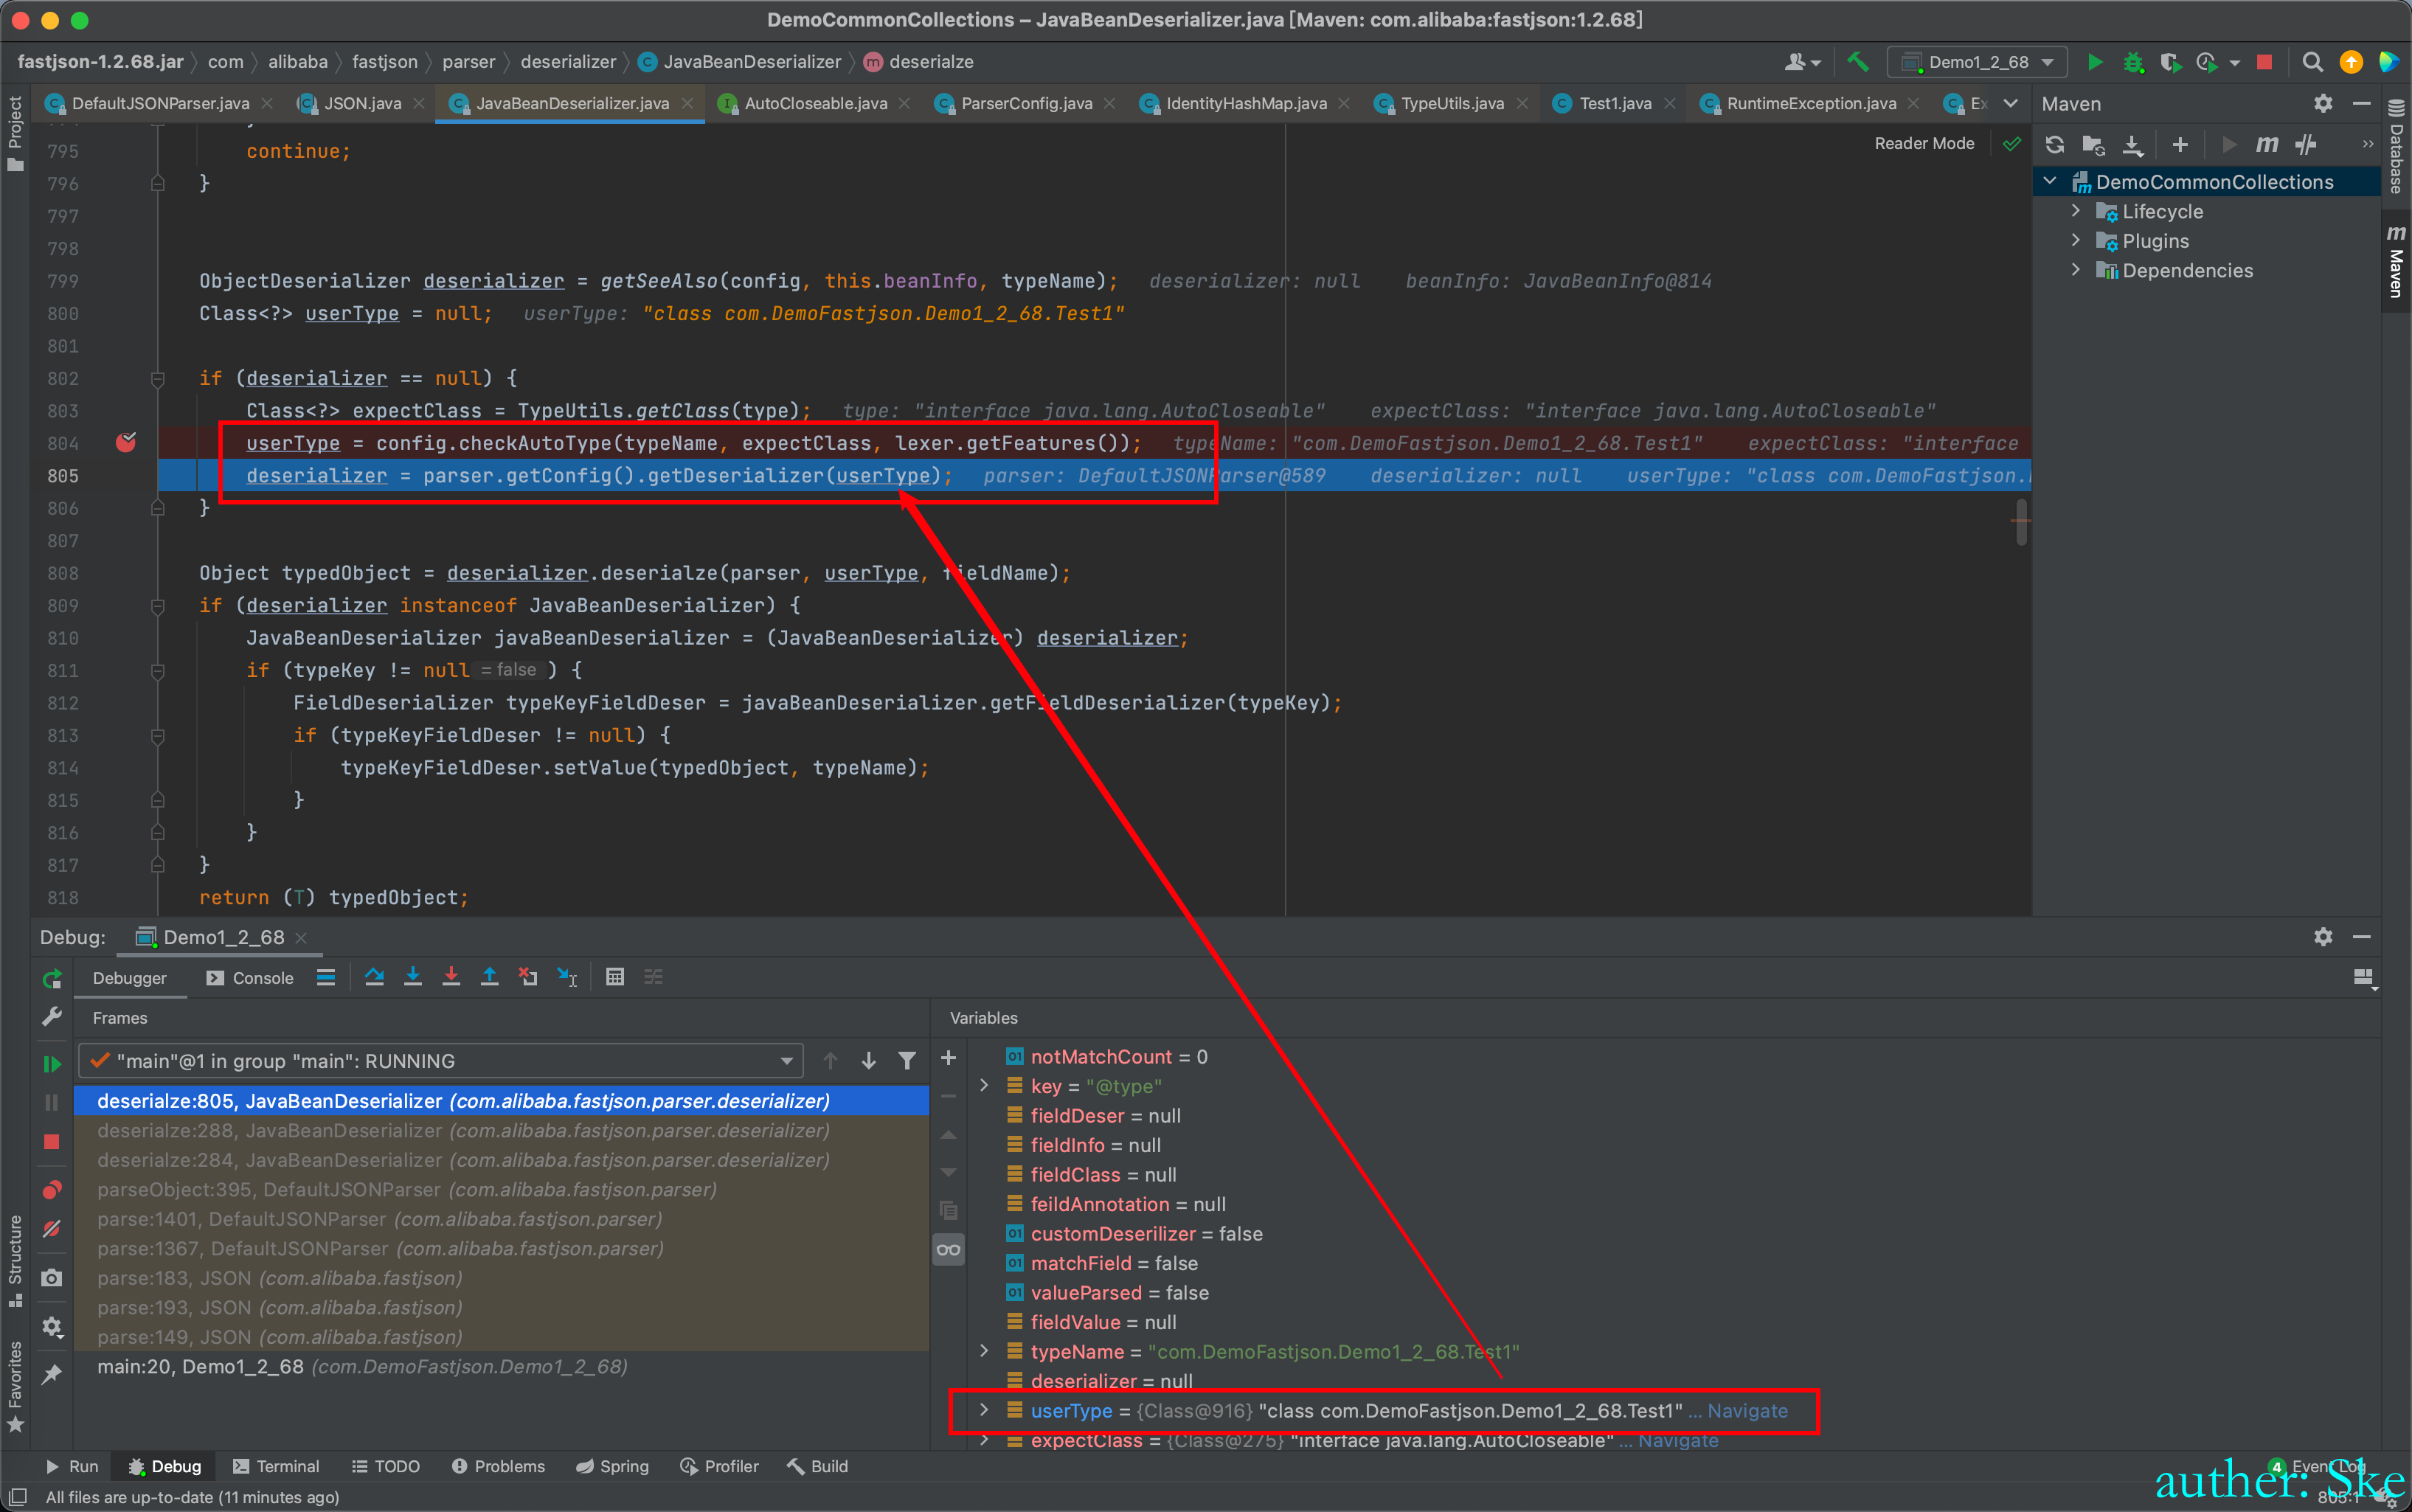 DemoCommonCollections – JavaBeanDeserializer.java [Maven: com.alibaba:fastjson:1.2.68]
fastjson-1.2.68.jar com alibaba fastjson parser deserializer JavaBeanDeserializer deserialze
Demo1_2_68
DefaultJSONParser.java JSON.java JavaBeanDeserializer.java AutoCloseable.java ParserConfig.java IdentityHashMap.java TypeUtils.java Test1.java RuntimeException.java Ex
Maven
Project
Reader Mode
795 continue;
796 }
797
798
799 ObjectDeserializer deserializer = getSeeAlso(config, this.beanInfo, typeName); deserializer: null beanInfo: JavaBeanInfo@814
800 Class<?> userType = null; userType: "class com.DemoFastjson.Demo1_2_68.Test1"
801
802 if (deserializer == null) {
803 Class<?> expectClass = TypeUtils.getClass(type); type: "interface java.lang.AutoCloseable" expectClass: "interface java.lang.AutoCloseable"
804 userType = config.checkAutoType(typeName, expectClass, lexer.getFeatures()); typeName: "com.DemoFastjson.Demo1_2_68.Test1" expectClass: "interface
805 deserializer = parser.getConfig().getDeserializer(userType); parser: DefaultJSONParser@589 deserializer: null userType: "class com.DemoFastjson.
806 }
807
808 Object typedObject = deserializer.deserialze(parser, userType, fieldName);
809 if (deserializer instanceof JavaBeanDeserializer) {
810 JavaBeanDeserializer javaBeanDeserializer = (JavaBeanDeserializer) deserializer;
811 if (typeKey != null = false ) {
812 FieldDeserializer typeKeyFieldDeser = javaBeanDeserializer.getFieldDeserializer(typeKey);
813 if (typeKeyFieldDeser != null) {
814 typeKeyFieldDeser.setValue(typedObject, typeName);
815 }
816 }
817 }
818 return (T) typedObject;
DemoCommonCollections
Lifecycle
Plugins
Dependencies
Database
Maven
Debug: Demo1_2_68
Debugger Console
Frames
"main"@1 in group "main": RUNNING
deserialze:805, JavaBeanDeserializer (com.alibaba.fastjson.parser.deserializer)
deserialze:288, JavaBeanDeserializer (com.alibaba.fastjson.parser.deserializer)
deserialze:284, JavaBeanDeserializer (com.alibaba.fastjson.parser.deserializer)
parseObject:395, DefaultJSONParser (com.alibaba.fastjson.parser)
parse:1401, DefaultJSONParser (com.alibaba.fastjson.parser)
parse:1367, DefaultJSONParser (com.alibaba.fastjson.parser)
parse:183, JSON (com.alibaba.fastjson)
parse:193, JSON (com.alibaba.fastjson)
parse:149, JSON (com.alibaba.fastjson)
main:20, Demo1_2_68 (com.DemoFastjson.Demo1_2_68)
Variables
notMatchCount = 0
key = "@type"
fieldDeser = null
fieldInfo = null
fieldClass = null
feildAnnotation = null
customDeserilizer = false
matchField = false
valueParsed = false
fieldValue = null
typeName = "com.DemoFastjson.Demo1_2_68.Test1"
deserializer = null
userType = {Class@916} "class com.DemoFastjson.Demo1_2_68.Test1" ... Navigate
expectClass = {Class@275} "interface java.lang.AutoCloseable" ... Navigate
Structure
Favorites
Run Debug Terminal TODO Problems Spring Profiler Build
4 Event Log
All files are up-to-date (11 minutes ago)
805:1
auther: Ske